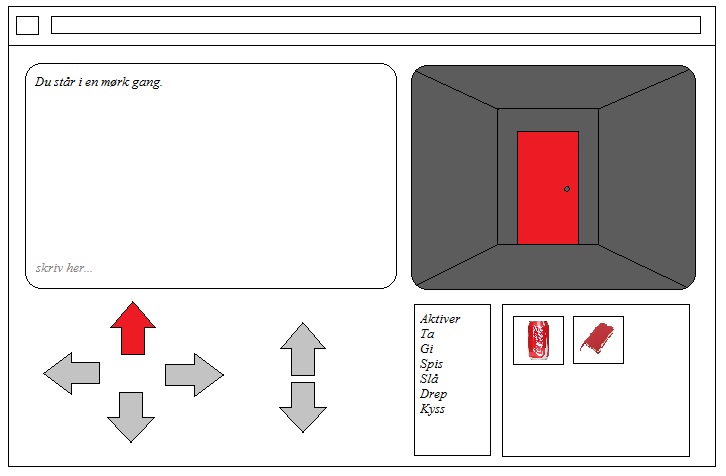 Du står i en mørk gang.
skriv her...
Aktiver
Ta
Gi
Spis
Slå
Drep
Kyss